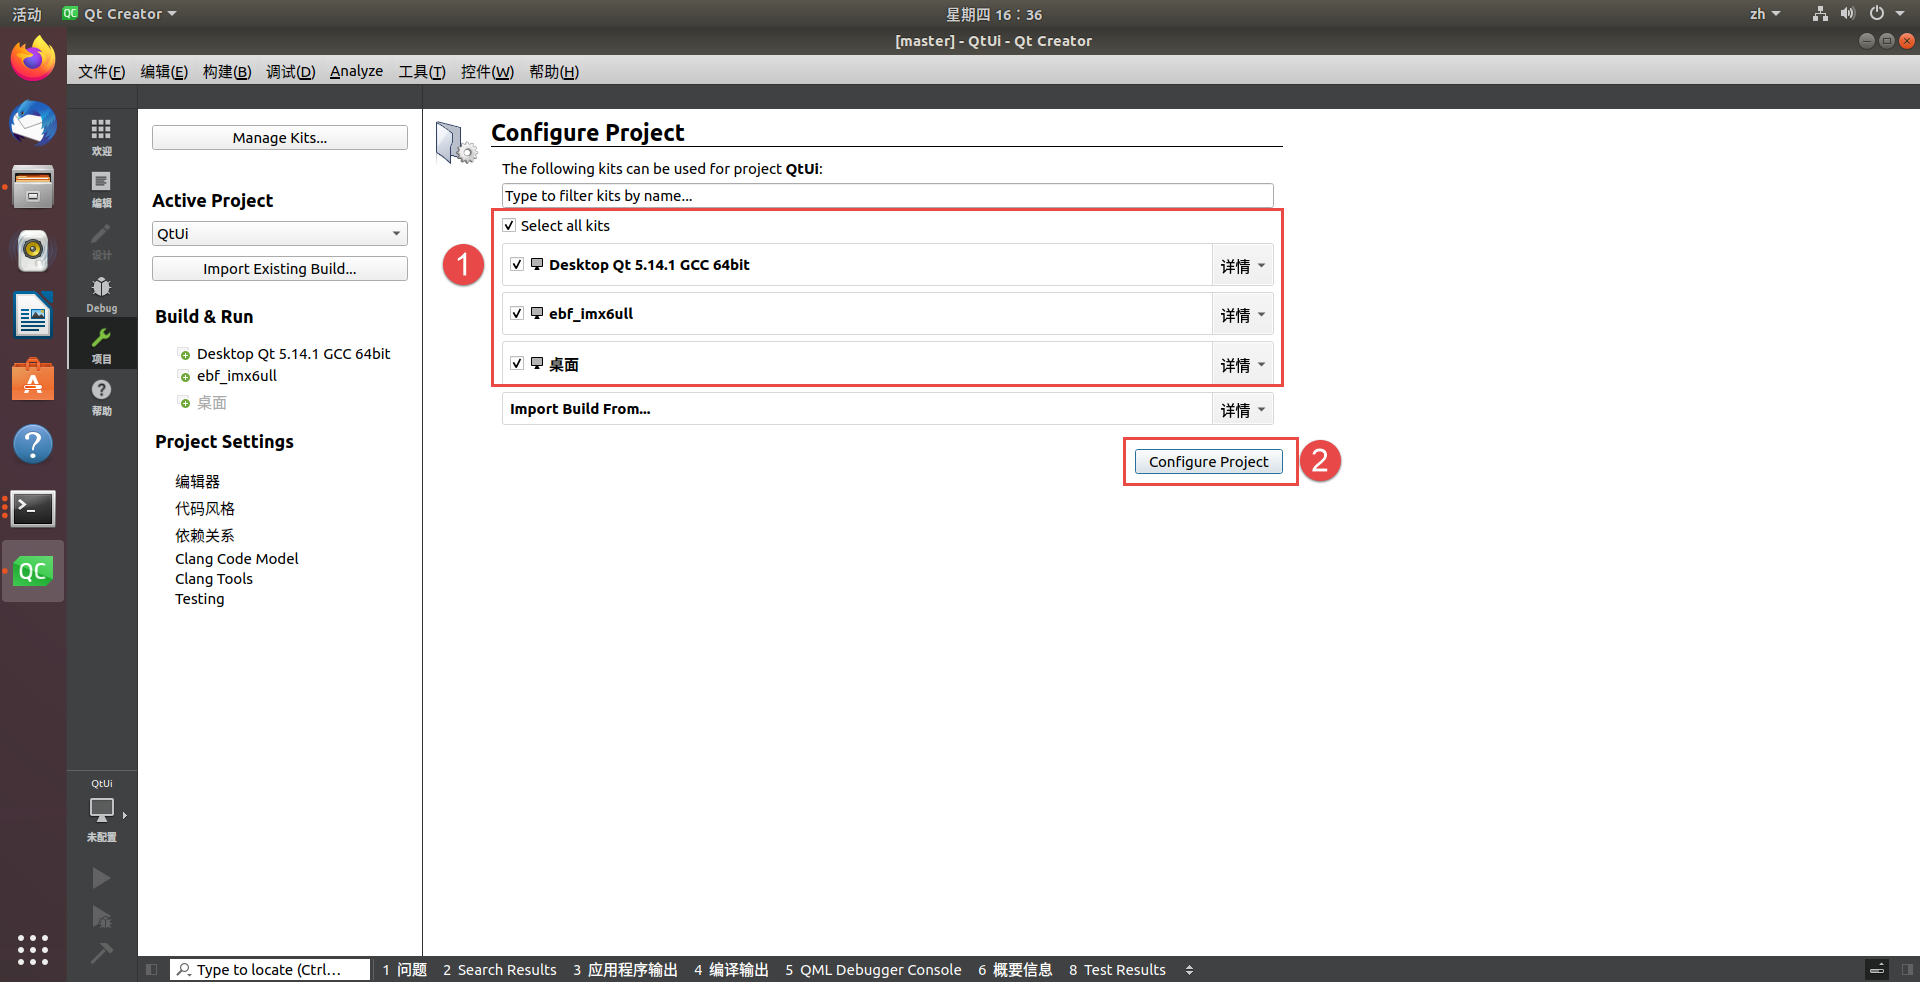 活动
QC Qt Creator
星期四 16：36
zh
[master] - QtUi - Qt Creator
文件(F) 编辑(E) 构建(B) 调试(D) Analyze 工具(T) 控件(W) 帮助(H)
欢迎
编辑
设计
Debug
项目
帮助
QtUi
未配置
QC
Manage Kits...
Active Project
QtUi
Import Existing Build...
Build & Run
Desktop Qt 5.14.1 GCC 64bit
ebf_imx6ull
桌面
Project Settings
编辑器
代码风格
依赖关系
Clang Code Model
Clang Tools
Testing
Configure Project
The following kits can be used for project QtUi:
Type to filter kits by name...
Select all kits
1
Desktop Qt 5.14.1 GCC 64bit 详情
ebf_imx6ull 详情
桌面 详情
Import Build From... 详情
Configure Project 2
Type to locate (Ctrl... 1 问题 2 Search Results 3 应用程序输出 4 编译输出 5 QML Debugger Console 6 概要信息 8 Test Results